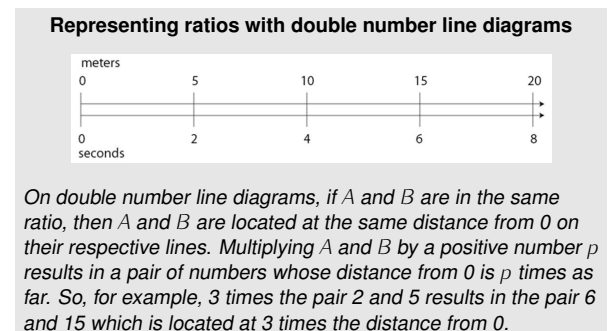 Representing ratios with double number line diagrams
meters
0 5 10 15 20
0 2 4 6 8
seconds
On double number line diagrams, if A and B are in the same
ratio, then A and B are located at the same distance from 0 on
their respective lines. Multiplying A and B by a positive number p
results in a pair of numbers whose distance from 0 is p times as
far. So, for example, 3 times the pair 2 and 5 results in the pair 6
and 15 which is located at 3 times the distance from 0.